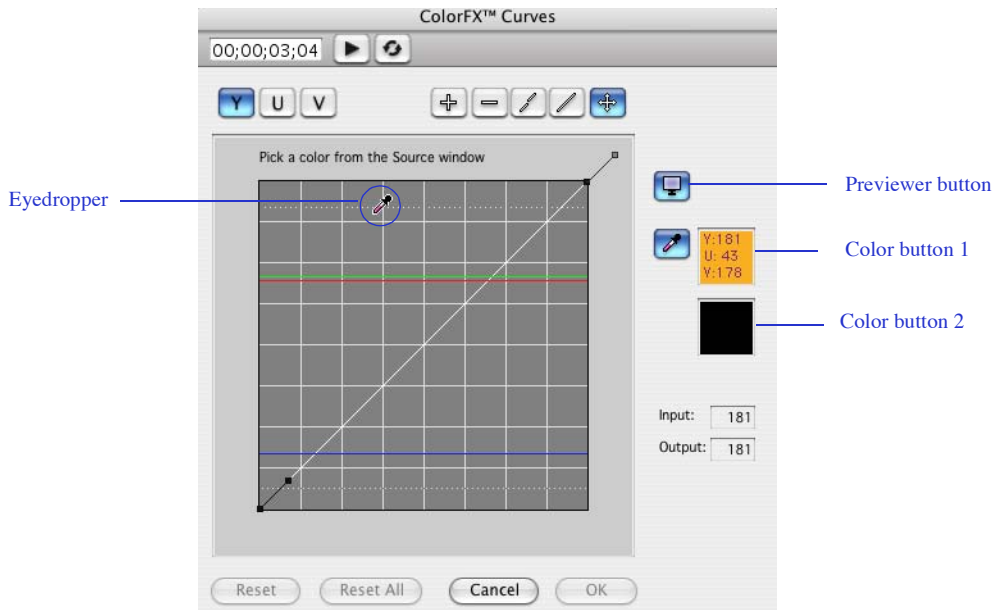 ColorFX™ Curves
00;00;03;04
Y U V
Pick a color from the Source window
Eyedropper
Previewer button
Y:181
U: 43
V:178
Color button 1
Color button 2
Input: 181
Output: 181
Reset Reset All Cancel OK